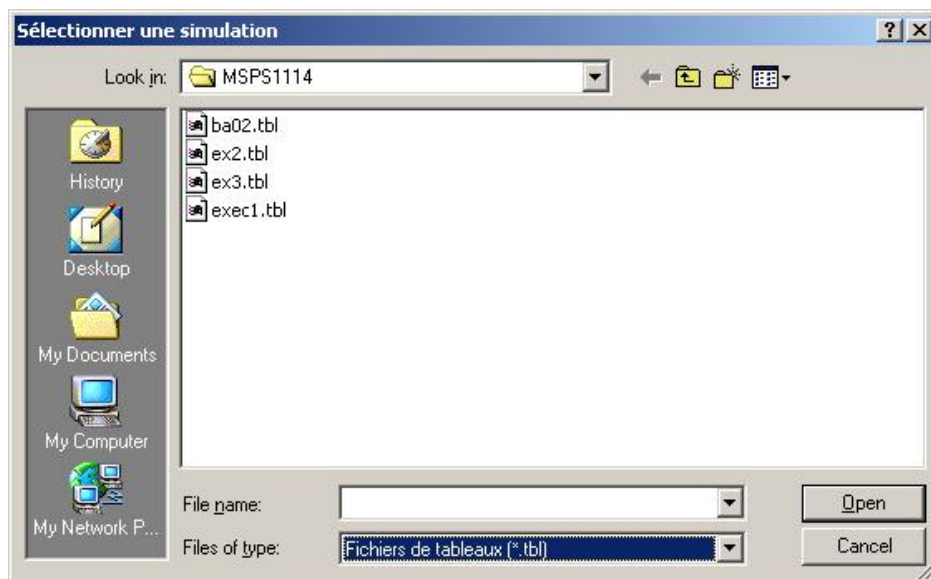 Sélectionner une simulation
Look in:
MSPS1114
History
Desktop
My Documents
My Computer
My Network P...
ba02.tbl
ex2.tbl
ex3.tbl
exec1.tbl
File name:
Open
Files of type:
Fichiers de tableaux (*.tbl)
Cancel